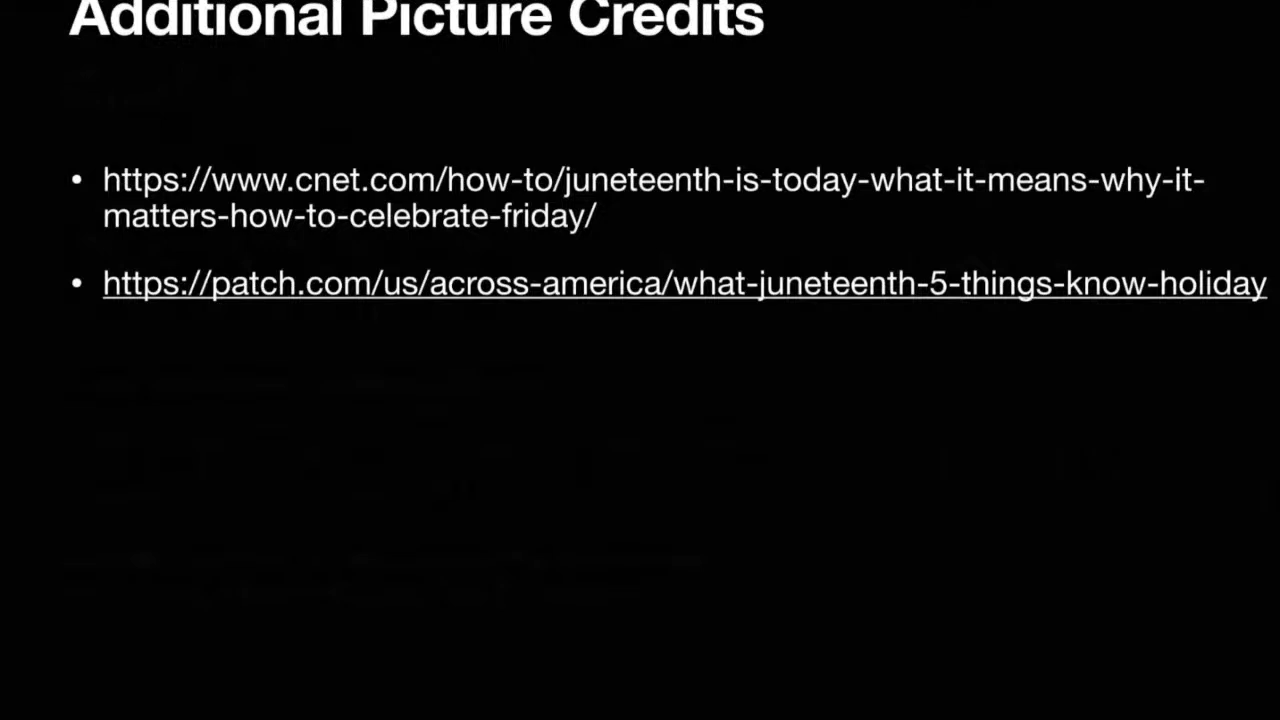 Additional Picture Credits
• https://www.cnet.com/how-to/juneteenth-is-today-what-it-means-why-it-
matters-how-to-celebrate-friday/
• https://patch.com/us/across-america/what-juneteenth-5-things-know-holiday